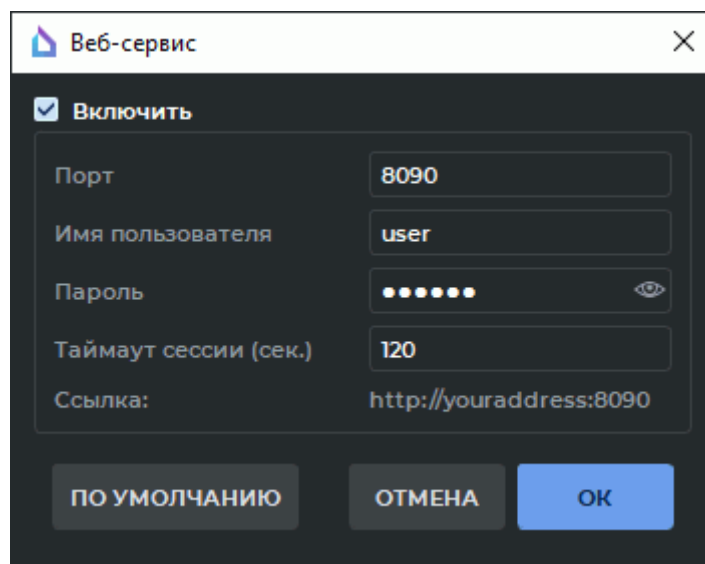 Веб-сервис
Включить
Порт 8090
Имя пользователя user
Пароль ••••••
Таймаут сессии (сек.) 120
Ссылка: http://youraddress:8090
ПО УМОЛЧАНИЮ ОТМЕНА ОК